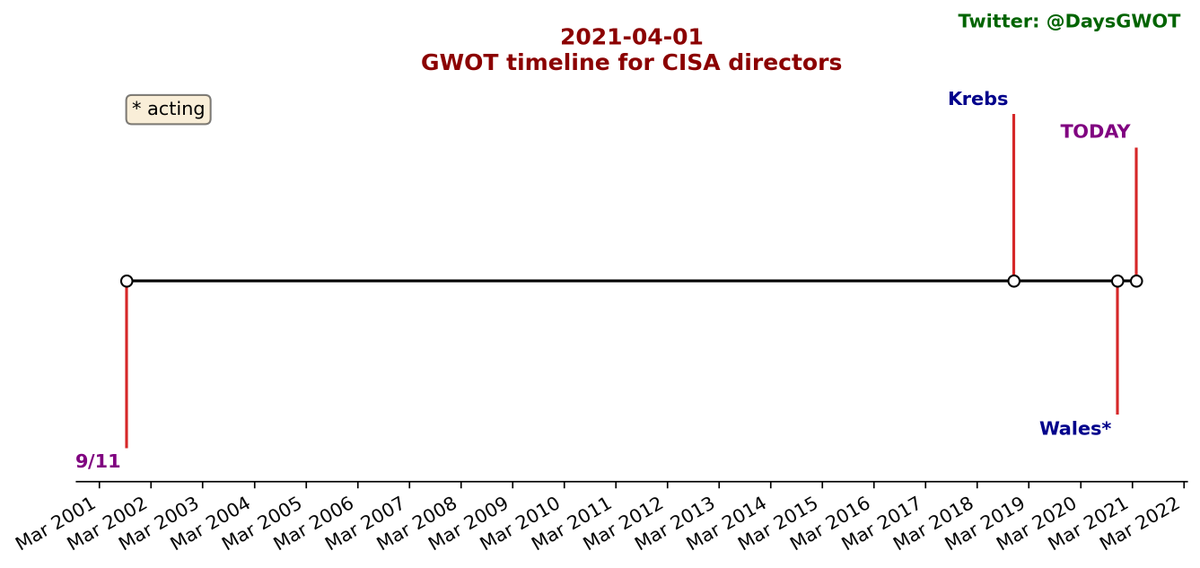 Twitter: @DaysGWOT
2021-04-01
GWOT timeline for CISA directors
* acting
Krebs
TODAY
Wales*
9/11
Mar 2001
Mar 2002
Mar 2003
Mar 2004
Mar 2005
Mar 2006
Mar 2007
Mar 2008
Mar 2009
Mar 2010
Mar 2011
Mar 2012
Mar 2013
Mar 2014
Mar 2015
Mar 2016
Mar 2017
Mar 2018
Mar 2019
Mar 2020
Mar 2021
Mar 2022